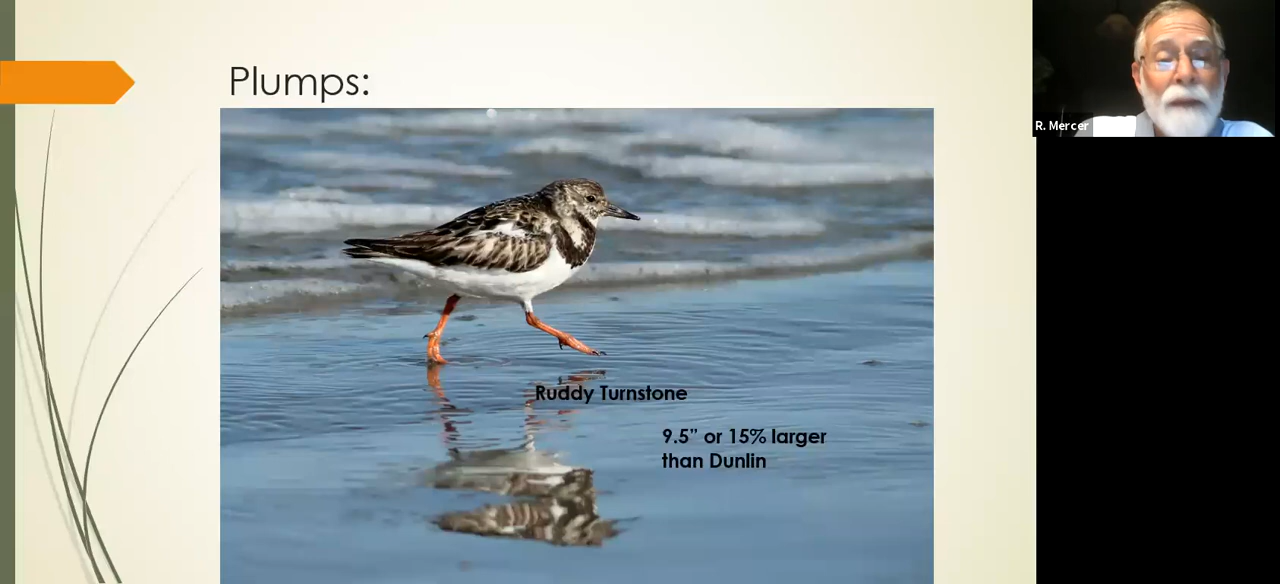 Plumps:
R. Mercer
Ruddy Turnstone
9.5” or 15% larger
than Dunlin